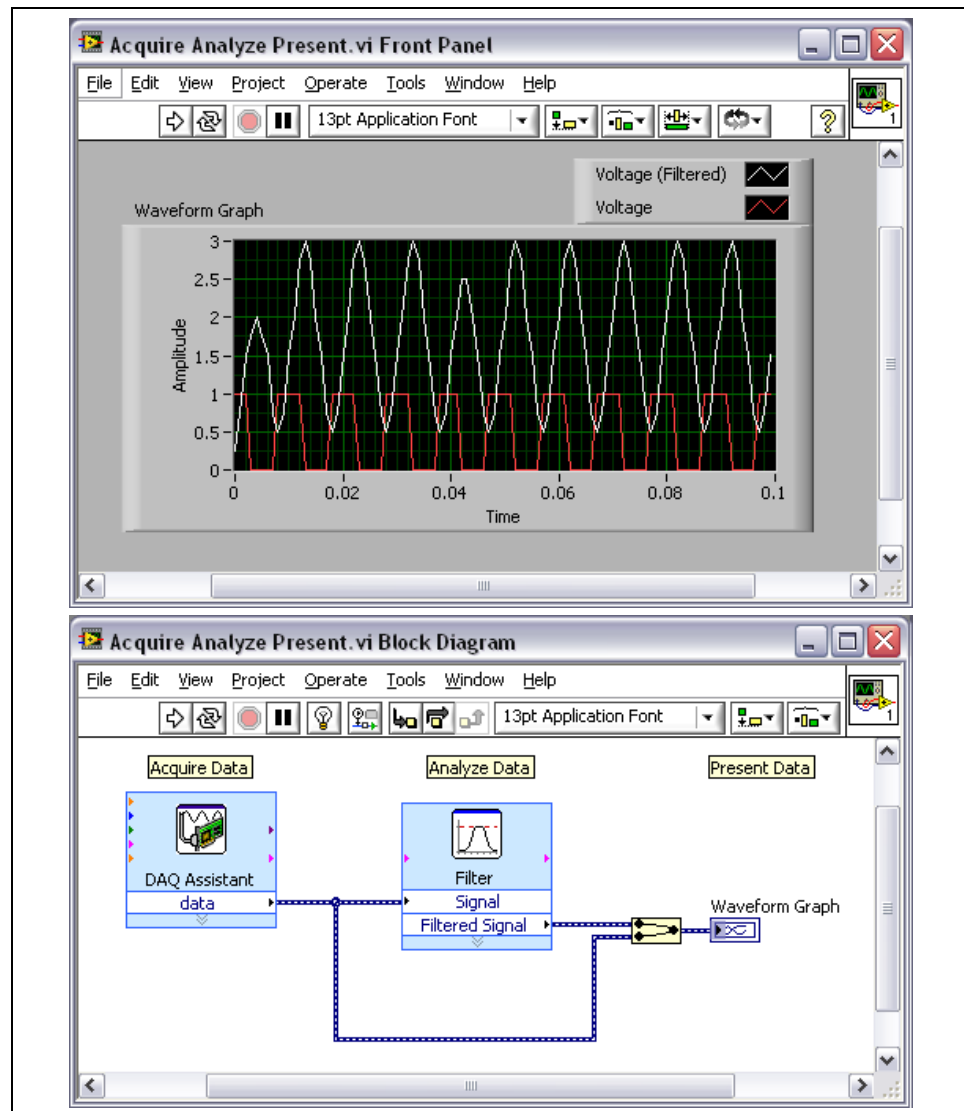 Acquire Analyze Present.vi Front Panel
File Edit View Project Operate Tools Window Help
13pt Application Font
1
Voltage (Filtered)
Voltage
Waveform Graph
3
2.5
2
1.5
1
0.5
0
Amplitude
0 0.02 0.04 0.06 0.08 0.1
Time
Acquire Analyze Present.vi Block Diagram
File Edit View Project Operate Tools Window Help
13pt Application Font
1
Acquire Data Analyze Data Present Data
DAQ Assistant
data
Filter
Signal
Filtered Signal
Waveform Graph